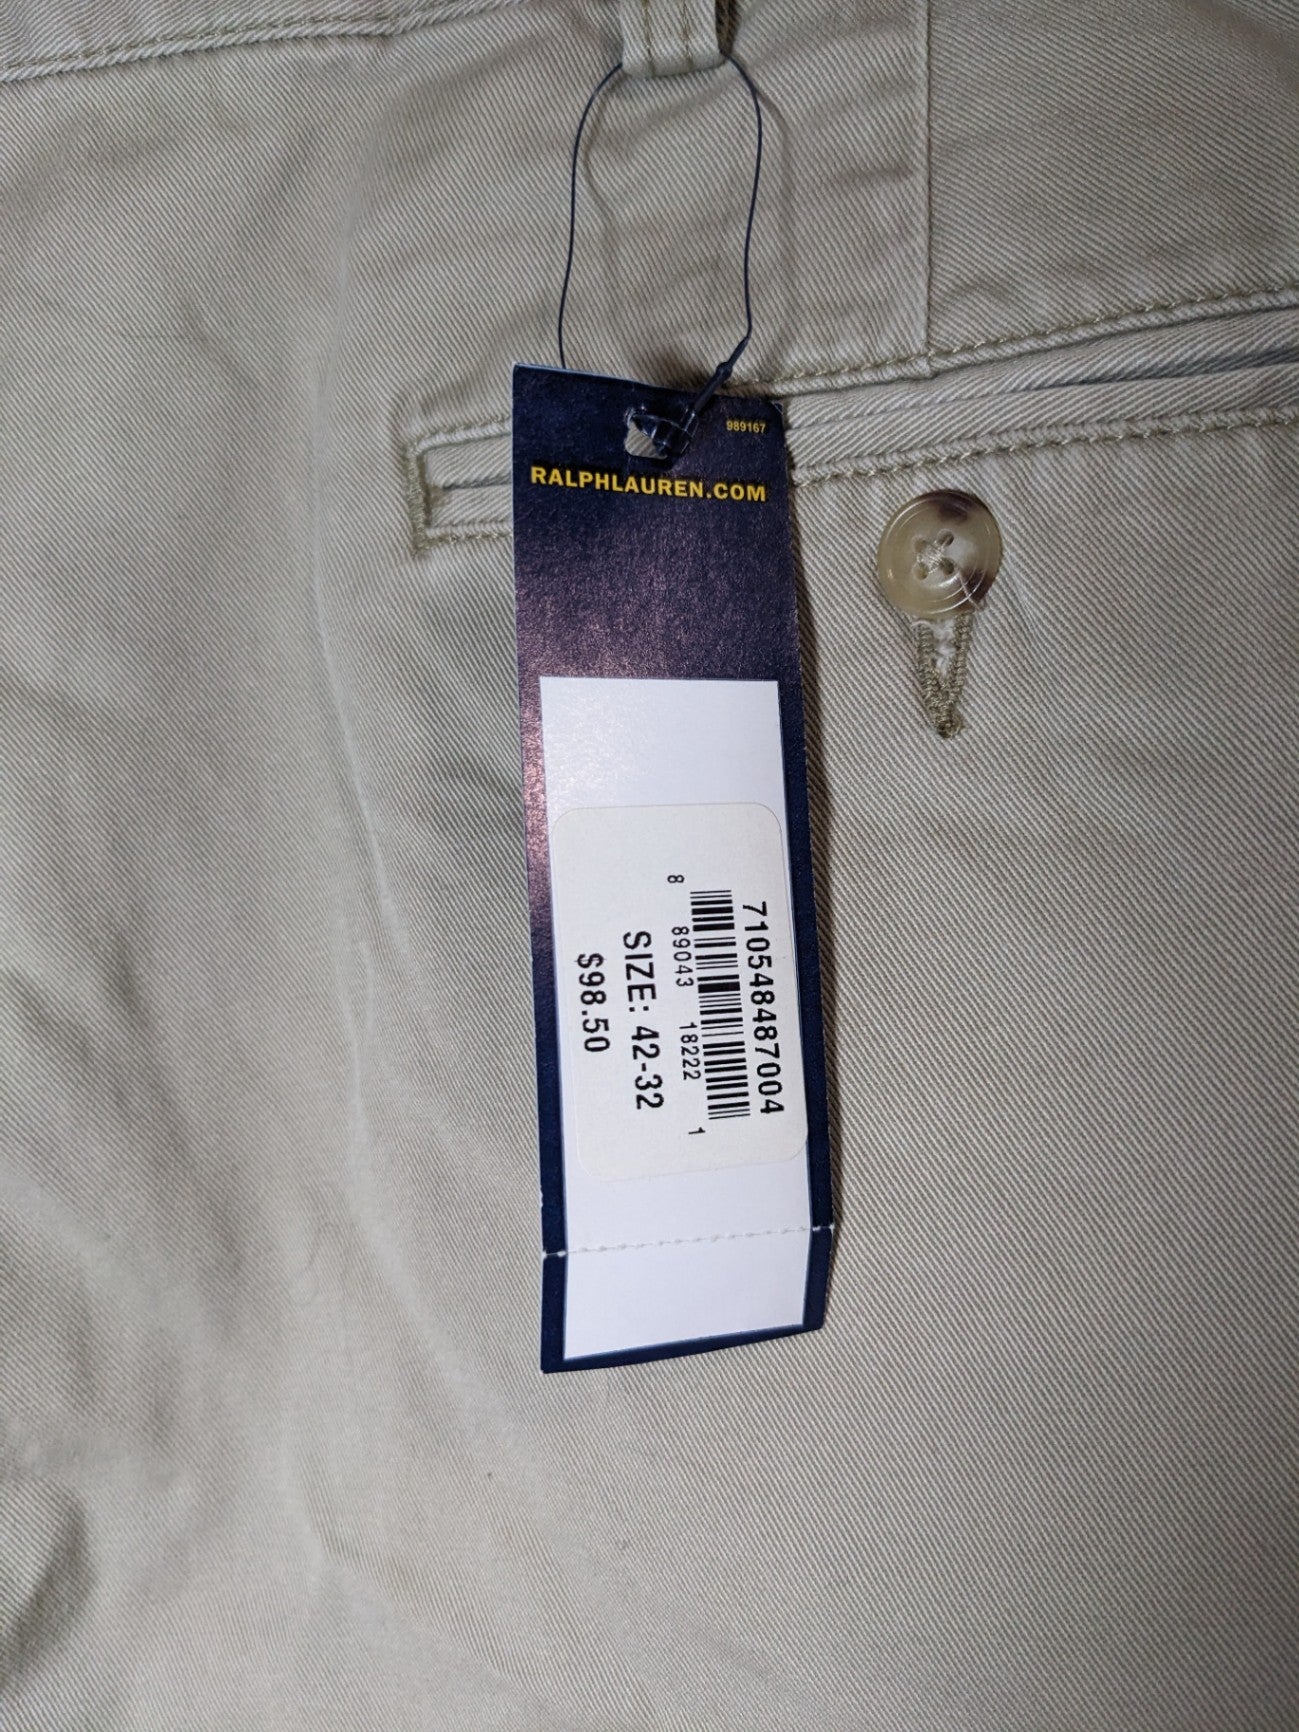 989167
RALPHLAUREN.COM
710548487004
8 89043 18222 1
SIZE: 42-32
$98.50